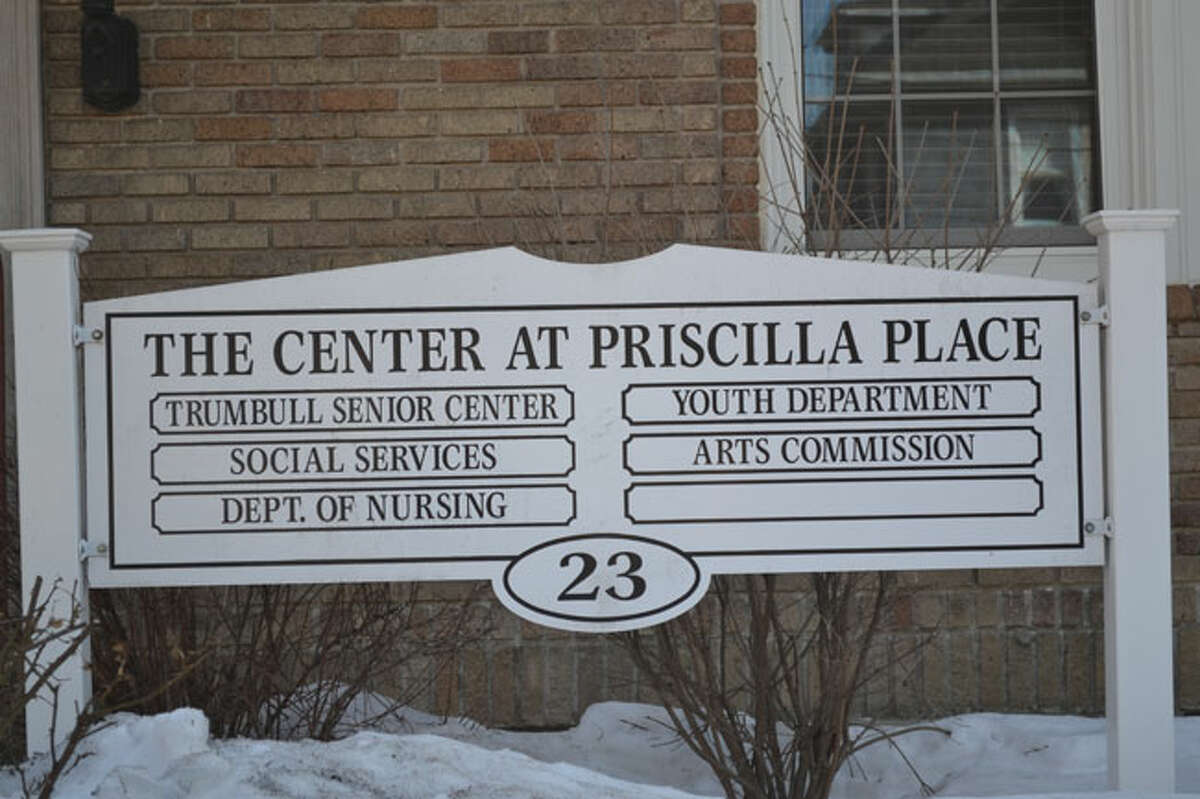 THE CENTER AT PRISCILLA PLACE
TRUMBULL SENIOR CENTER
SOCIAL SERVICES
DEPT. OF NURSING
YOUTH DEPARTMENT
ARTS COMMISSION
23